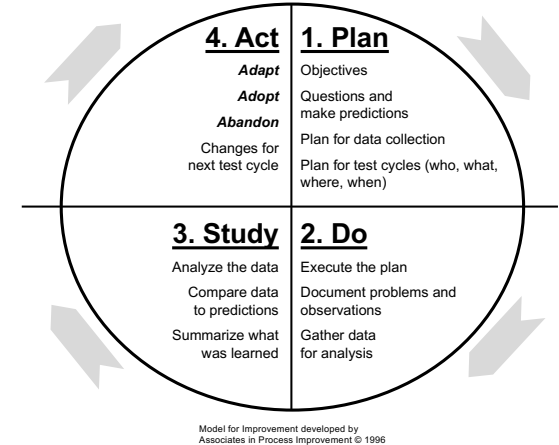 4. Act
Adapt
Adopt
Abandon
Changes for
next test cycle
1. Plan
Objectives
Questions and
make predictions
Plan for data collection
Plan for test cycles (who, what,
where, when)
3. Study
Analyze the data
Compare data
to predictions
Summarize what
was learned
2. Do
Execute the plan
Document problems and
observations
Gather data
for analysis
Model for Improvement developed by
Associates in Process Improvement © 1996